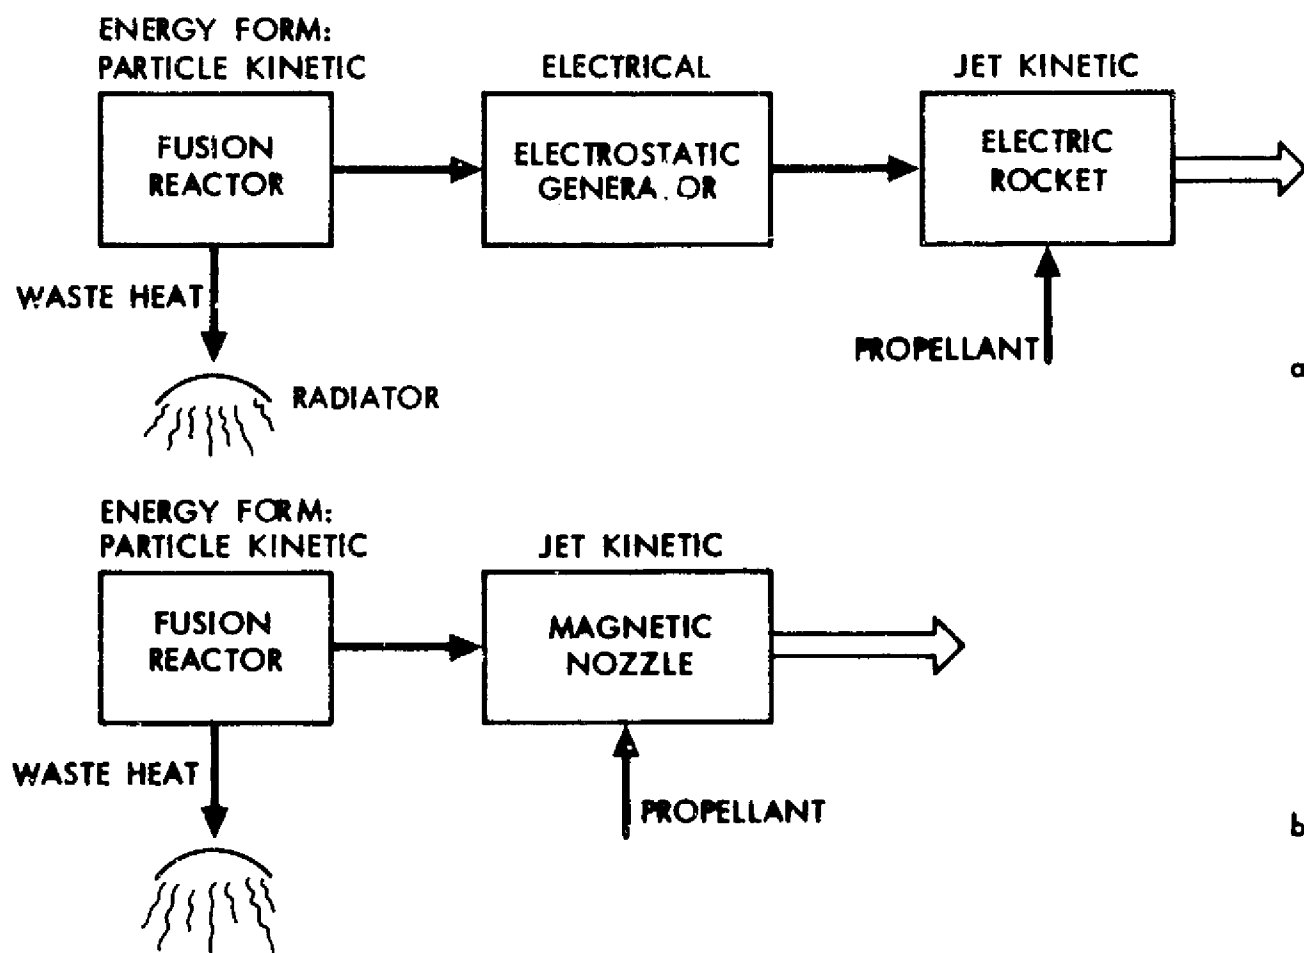 ENERGY FORM:
PARTICLE KINETIC
ELECTRICAL
JET KINETIC
FUSION
REACTOR
ELECTROSTATIC
GENERA.OR
ELECTRIC
ROCKET
WASTE HEAT
RADIATOR
PROPELLANT
a
ENERGY FORM:
PARTICLE KINETIC
JET KINETIC
FUSION
REACTOR
MAGNETIC
NOZZLE
WASTE HEAT
PROPELLANT
b